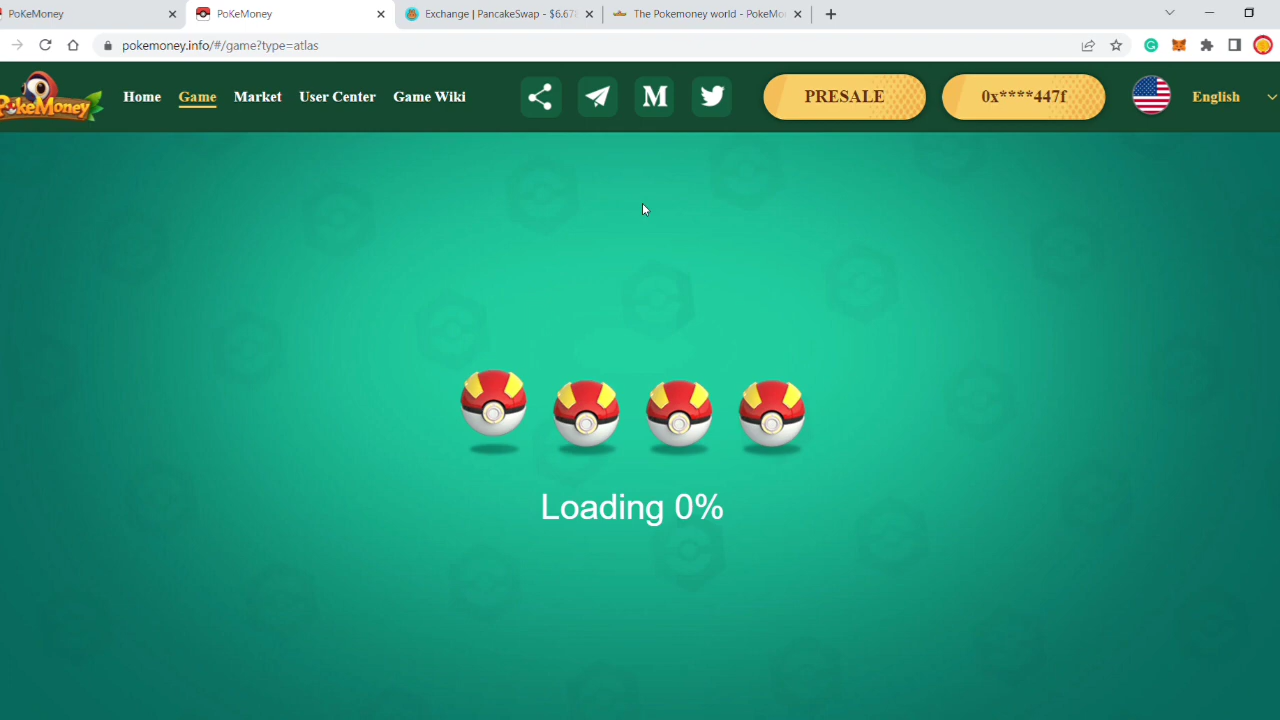 PoKeMoney
PoKeMoney
Exchange | PancakeSwap - $6.678
The Pokemoney world - PokeMo
pokemoney.info/#/game?type=atlas
PokeMoney
Home
Game
Market
User Center
Game Wiki
M
PRESALE
0x****447f
English
Loading 0%